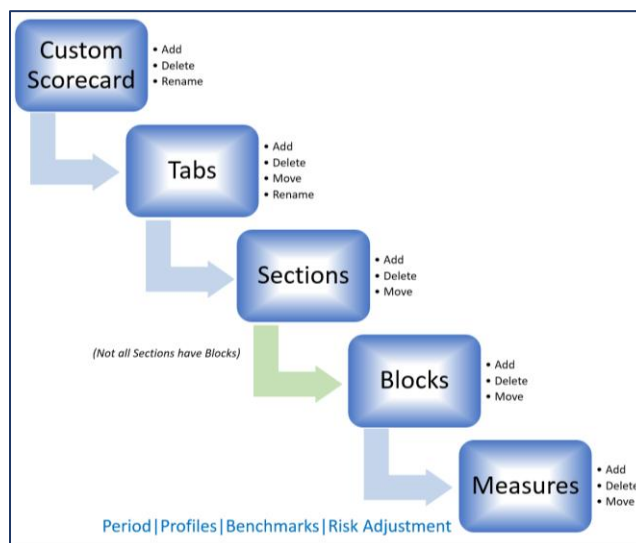 Custom
Scorecard
• Add
• Delete
• Rename
Tabs
• Add
• Delete
• Move
• Rename
Sections
• Add
• Delete
• Move
(Not all Sections have Blocks)
Blocks
• Add
• Delete
• Move
Measures
• Add
• Delete
• Move
Period|Profiles|Benchmarks|Risk Adjustment